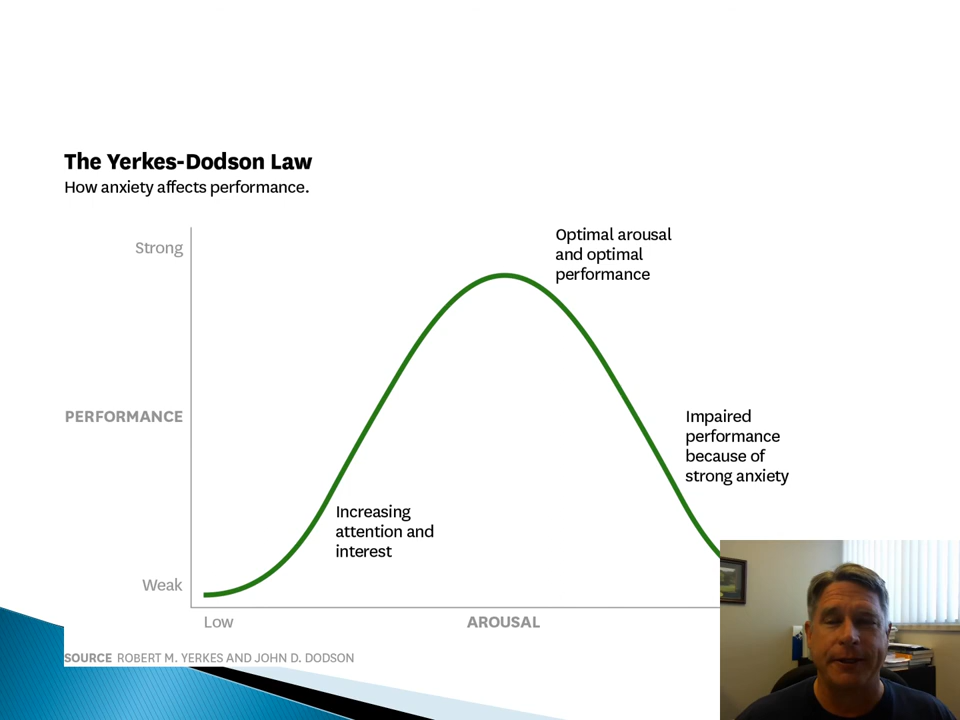 The Yerkes-Dodson Law
How anxiety affects performance.
Strong
Optimal arousal
and optimal
performance
PERFORMANCE
Impaired
performance
because of
strong anxiety
Increasing
attention and
interest
Weak
Low
AROUSAL
SOURCE ROBERT M. YERKES AND JOHN D. DODSON